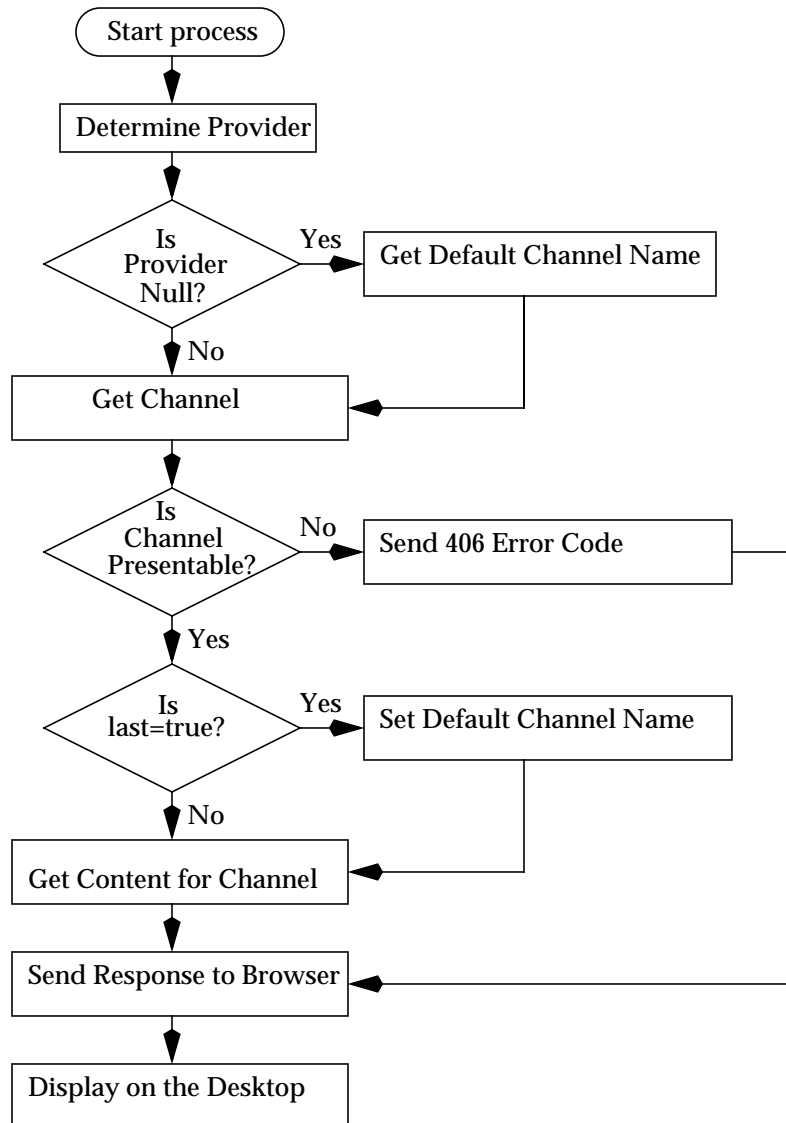 Start process
Determine Provider
Is
Provider
Null?
Yes
Get Default Channel Name
No
Get Channel
Is
Channel
Presentable?
No
Send 406 Error Code
Yes
Is
last=true?
Yes
Set Default Channel Name
No
Get Content for Channel
Send Response to Browser
Display on the Desktop